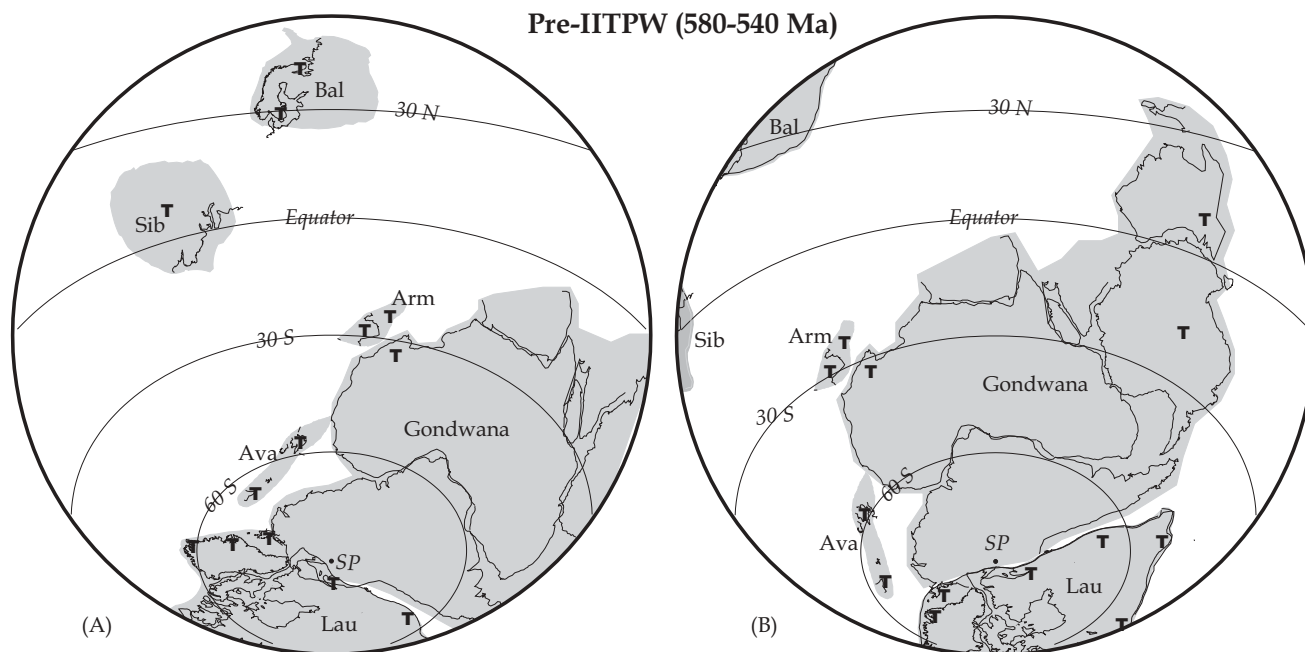 Pre-IITPW (580-540 Ma)
T
Bal
T
30 N
T
Sib
Equator
Arm
T
T
30 S
T
Gondwana
T
Ava
T
60 S
T
T
T
SP
T
(A)
Lau
T
30 N
Bal
T
Equator
Sib
Arm
T
T
T
T
Gondwana
30 S
60 S
T
Ava
SP
T
T
T
T
T
Lau
T
(B)
T